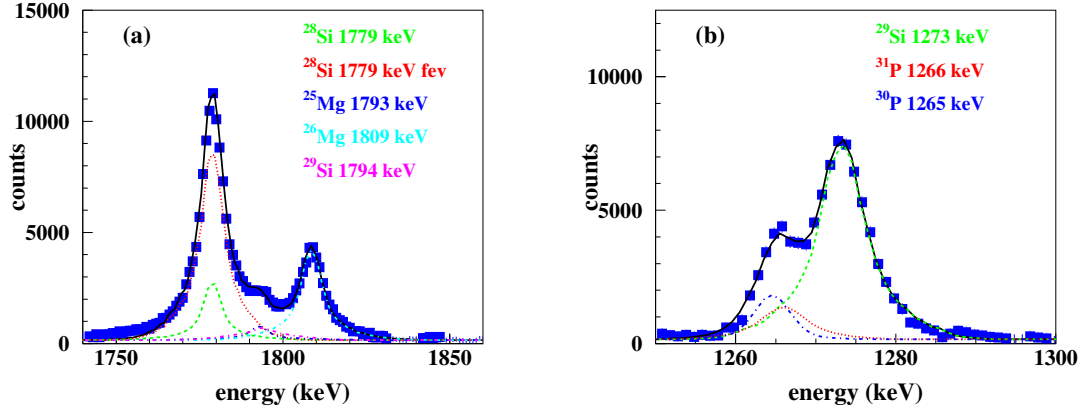 15000
(a)
²⁸Si 1779 keV
²⁸Si 1779 keV fev
²⁵Mg 1793 keV
²⁶Mg 1809 keV
²⁹Si 1794 keV
10000
counts
5000
0
1750
1800
1850
energy (keV)
(b)
²⁹Si 1273 keV
³¹P 1266 keV
³⁰P 1265 keV
10000
counts
5000
0
1260
1280
1300
energy (keV)